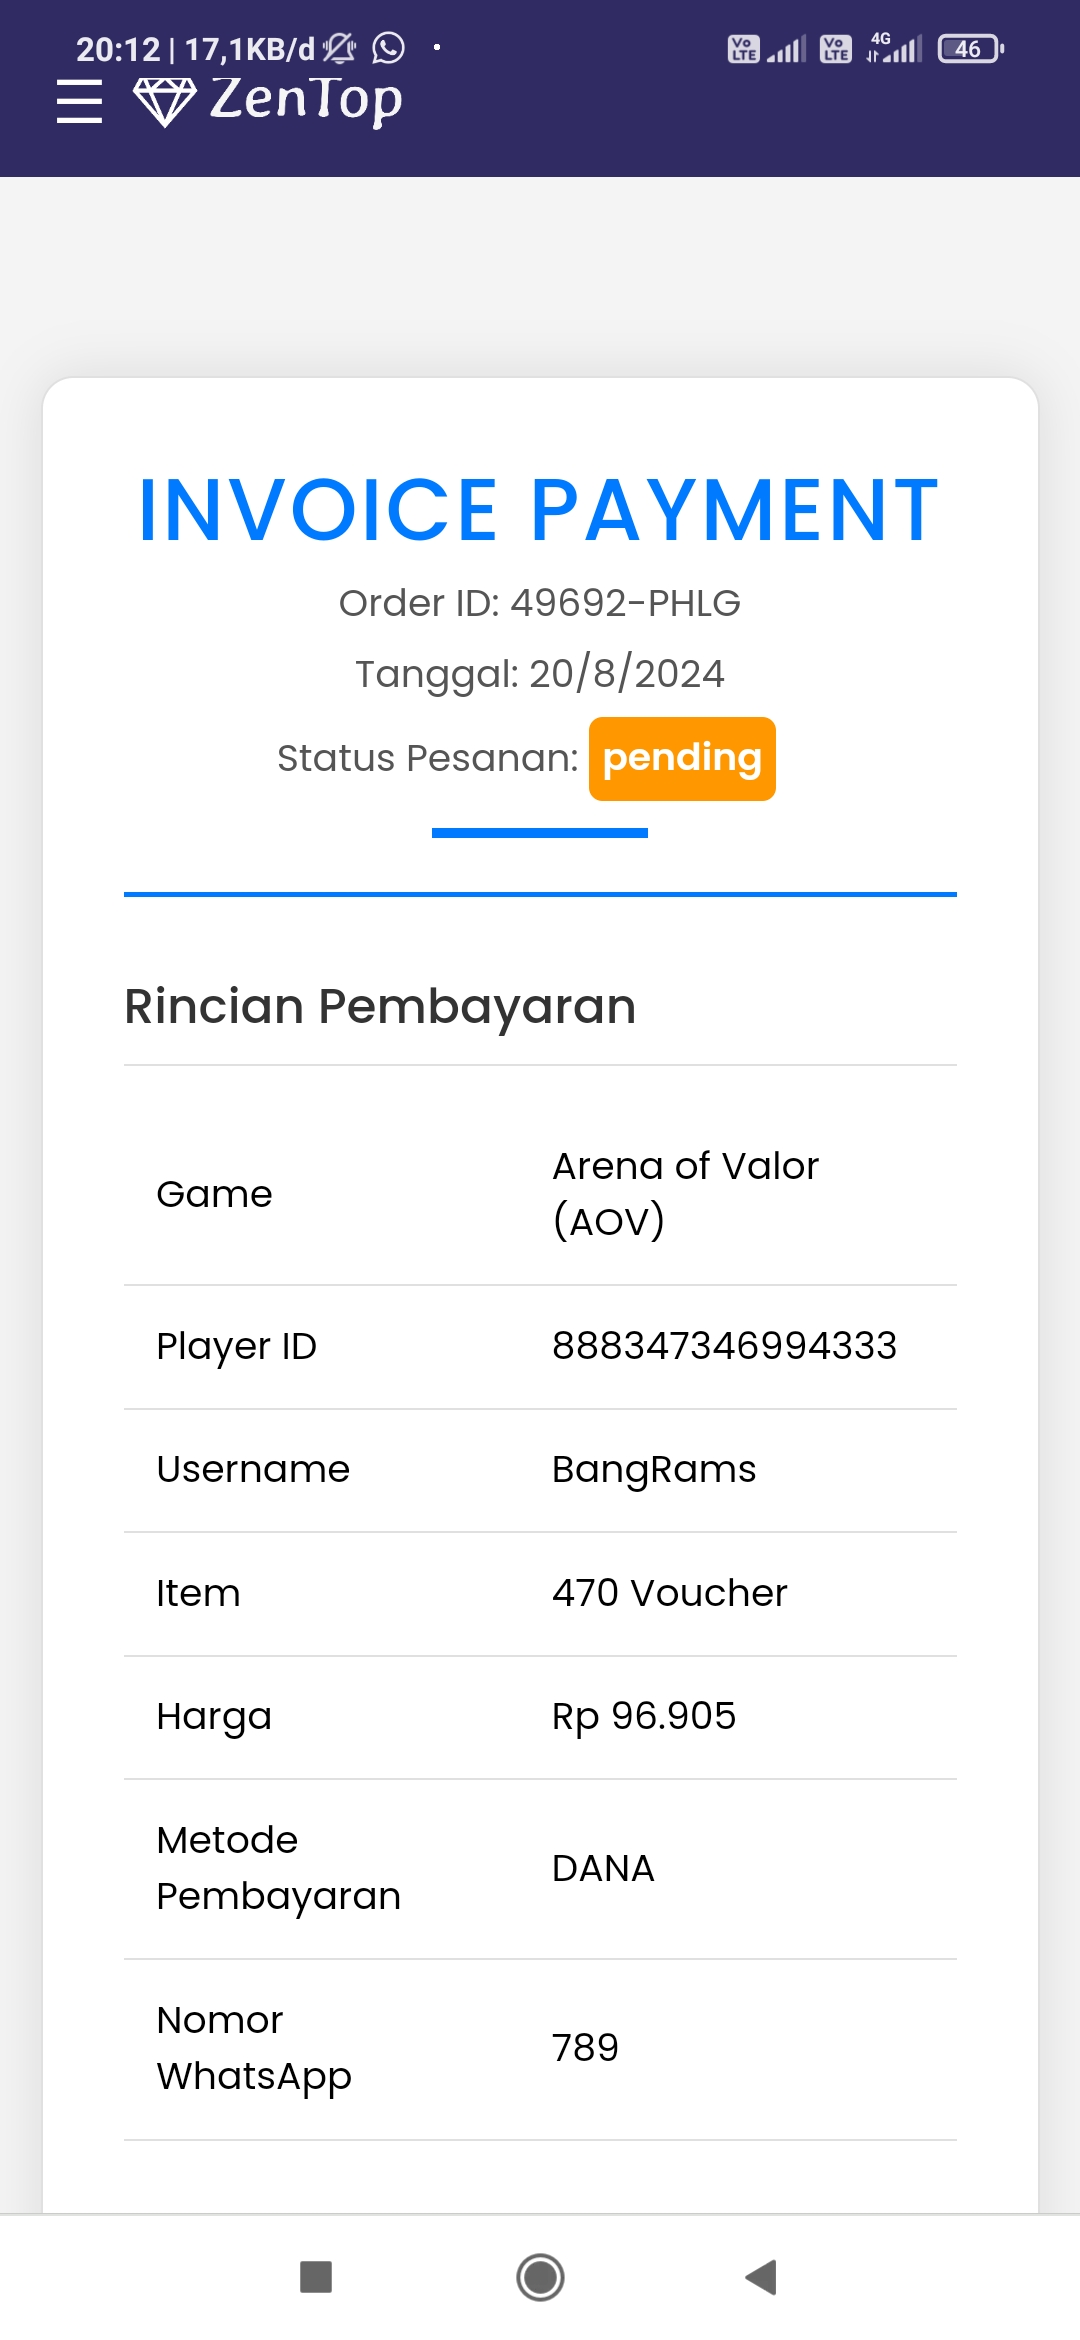 20:12 | 17,1KB/d
Vo LTE Vo LTE 4G 46
ZenTop
INVOICE PAYMENT
Order ID: 49692-PHLG
Tanggal: 20/8/2024
Status Pesanan: pending
Rincian Pembayaran
Game
Arena of Valor
(AOV)
Player ID 888347346994333
Username BangRams
Item 470 Voucher
Harga Rp 96.905
Metode
Pembayaran
DANA
Nomor
WhatsApp
789